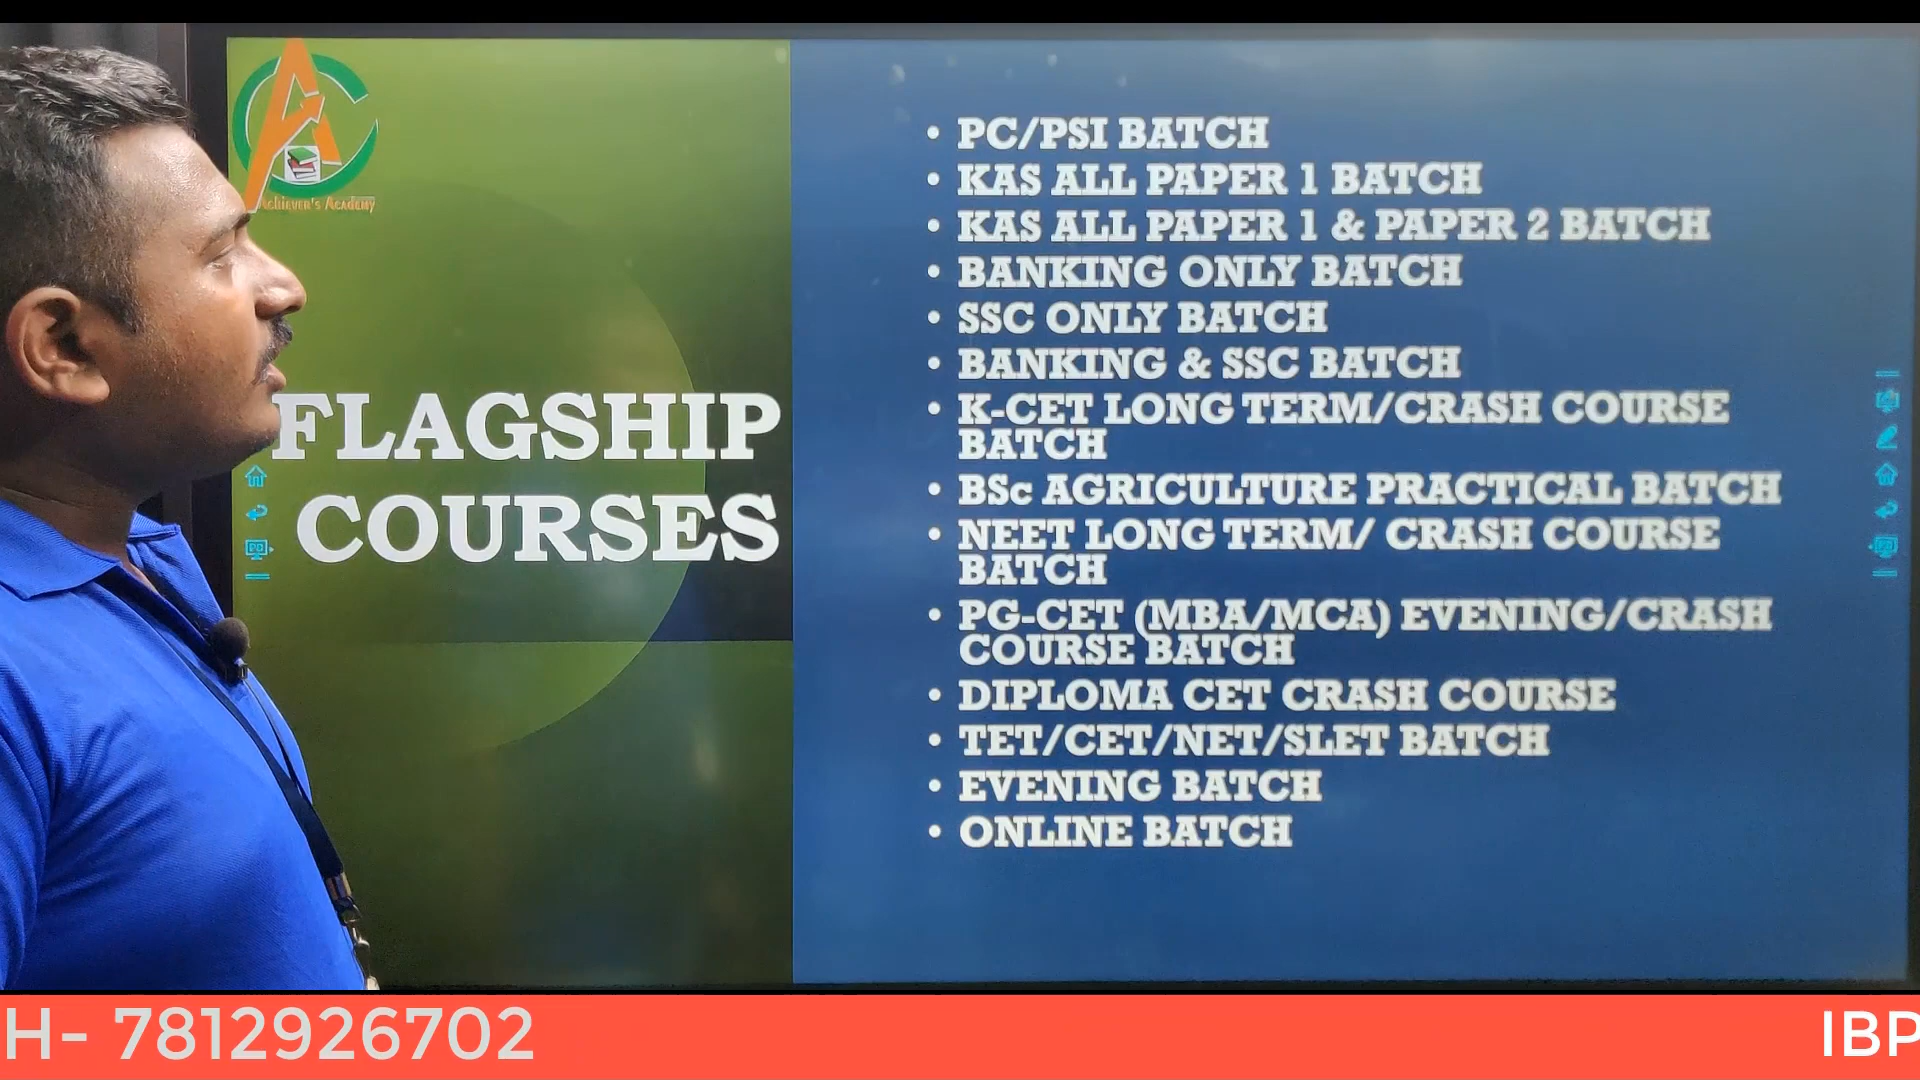 Achiever's Academy
FLAGSHIP
COURSES
• PC/PSI BATCH
• KAS ALL PAPER 1 BATCH
• KAS ALL PAPER 1 & PAPER 2 BATCH
• BANKING ONLY BATCH
• SSC ONLY BATCH
• BANKING & SSC BATCH
• K-CET LONG TERM/CRASH COURSE
BATCH
• BSc AGRICULTURE PRACTICAL BATCH
• NEET LONG TERM/ CRASH COURSE
BATCH
• PG-CET (MBA/MCA) EVENING/CRASH
COURSE BATCH
• DIPLOMA CET CRASH COURSE
• TET/CET/NET/SLET BATCH
• EVENING BATCH
• ONLINE BATCH
H- 7812926702
IBP